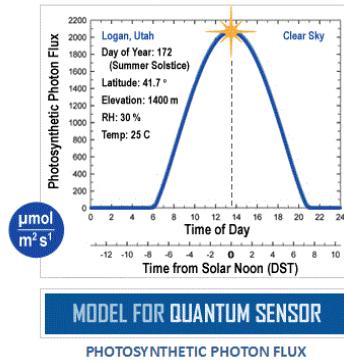 2200
2000
1800
1600
1400
1200
1000
800
600
400
200
0
Photosynthetic Photon Flux
Logan, Utah
Clear Sky
Day of Year: 172
(Summer Solstice)
Latitude: 41.7 °
Elevation: 1400 m
RH: 30 %
Temp: 25 C
0 2 4 6 8 10 12 14 16 18 20 22 24
Time of Day
-12 -10 -8 -6 -4 -2 0 2 4 6 8 10
Time from Solar Noon (DST)
µmol
m² s¹
MODEL FOR QUANTUM SENSOR
PHOTOSYNTHETIC PHOTON FLUX